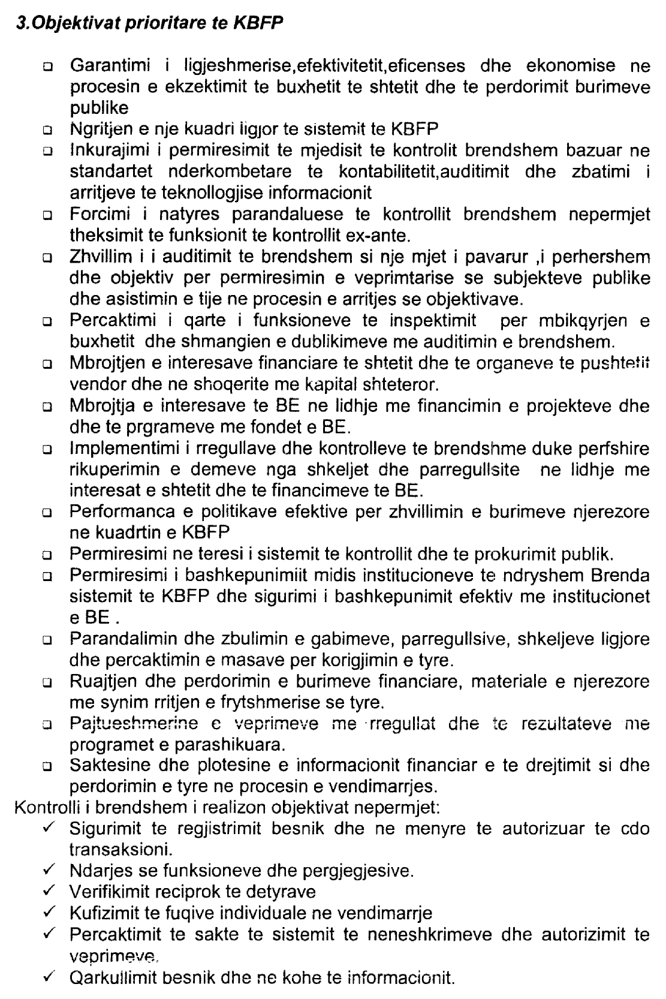 3.Objektivat prioritare te KBFP
Garantimi i ligjeshmerise,efektivitetit,eficenses dhe ekonomise ne
procesin e ekzektimit te buxhetit te shtetit dhe te perdorimit burimeve
publike
Ngritjen e nje kuadri ligjor te sistemit te KBFP
Inkurajimi i permiresimit te mjedisit te kontrolit brendshem bazuar ne
standartet nderkombetare te kontabilitetit,auditimit dhe zbatimi i
arritjeve te teknollogjise informacionit
Forcimi i natyres parandaluese te kontrollit brendshem nepermjet
theksimit te funksionit te kontrollit ex-ante.
Zhvillim i i auditimit te brendshem si nje mjet i pavarur ,i perhershem
dhe objektiv per permiresimin e veprimtarise se subjekteve publike
dhe asistimin e tije ne procesin e arritjes se objektivave.
Percaktimi i qarte i funksioneve te inspektimit per mbikqyrjen e
buxhetit dhe shmangien e dublikimeve me auditimin e brendshem.
Mbrojtjen e interesave financiare te shtetit dhe te organeve te pushtetit
vendor dhe ne shoqerite me kapital shteteror.
Mbrojtja e interesave te BE ne lidhje me financimin e projekteve dhe
dhe te prgrameve me fondet e BE.
Implementimi i rregullave dhe kontrolleve te brendshme duke perfshire
rikuperimin e demeve nga shkeljet dhe parregullsite ne lidhje me
interesat e shtetit dhe te financimeve te BE.
Performanca e politikave efektive per zhvillimin e burimeve njerezore
ne kuadrtin e KBFP
Permiresimi ne teresi i sistemit te kontrollit dhe te prokurimit publik.
Permiresimi i bashkepunimiit midis institucioneve te ndryshem Brenda
sistemit te KBFP dhe sigurimi i bashkepunimit efektiv me institucionet
e BE .
Parandalimin dhe zbulimin e gabimeve, parregullsive, shkeljeve ligjore
dhe percaktimin e masave per korigjimin e tyre.
Ruajtjen dhe perdorimin e burimeve financiare, materiale e njerezore
me synim rritjen e frytshmerise se tyre.
Pajtueshmerine e veprimeve me rregullat dhe te rezultateve me
programet e parashikuara.
Saktesine dhe plotesine e informacionit financiar e te drejtimit si dhe
perdorimin e tyre ne procesin e vendimarrjes.
Kontrolli i brendshem i realizon objektivat nepermjet:
✓ Sigurimit te regjistrimit besnik dhe ne menyre te autorizuar te cdo
transaksioni.
✓ Ndarjes se funksioneve dhe pergjegjesive.
✓ Verifikimit reciprok te detyrave
✓ Kufizimit te fuqive individuale ne vendimarrje
✓ Percaktimit te sakte te sistemit te neneshkrimeve dhe autorizimit te
veprimeve.
✓ Qarkullimit besnik dhe ne kohe te informacionit.